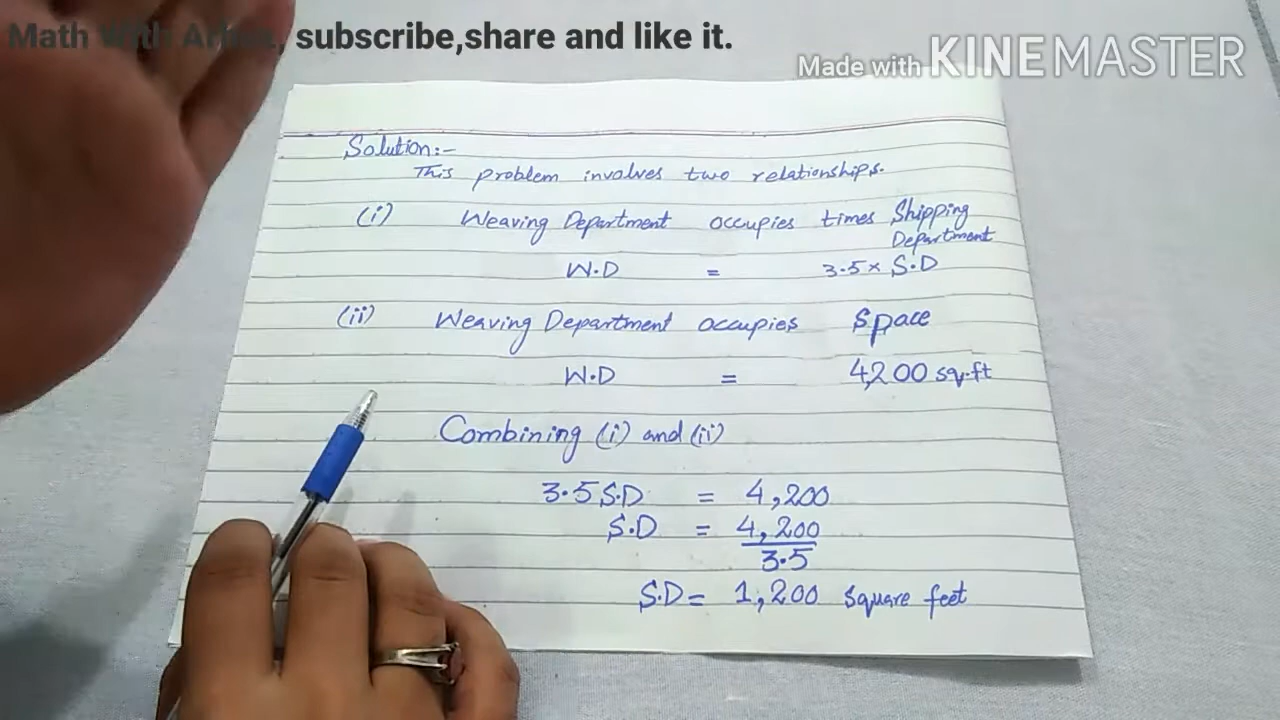 Math With, subscribe,share and like it.
Made with KINEMASTER
Solution:-
This problem involves two relationships.
(i) Weaving Department occupies times Shipping
Department
W.D = 3.5 × S.D
(ii) Weaving Department occupies Space
W.D = 4,200 sq.ft
Combining (i) and (ii)
3.5 S.D = 4,200
S.D = 4,200
3.5
S.D = 1,200 square feet